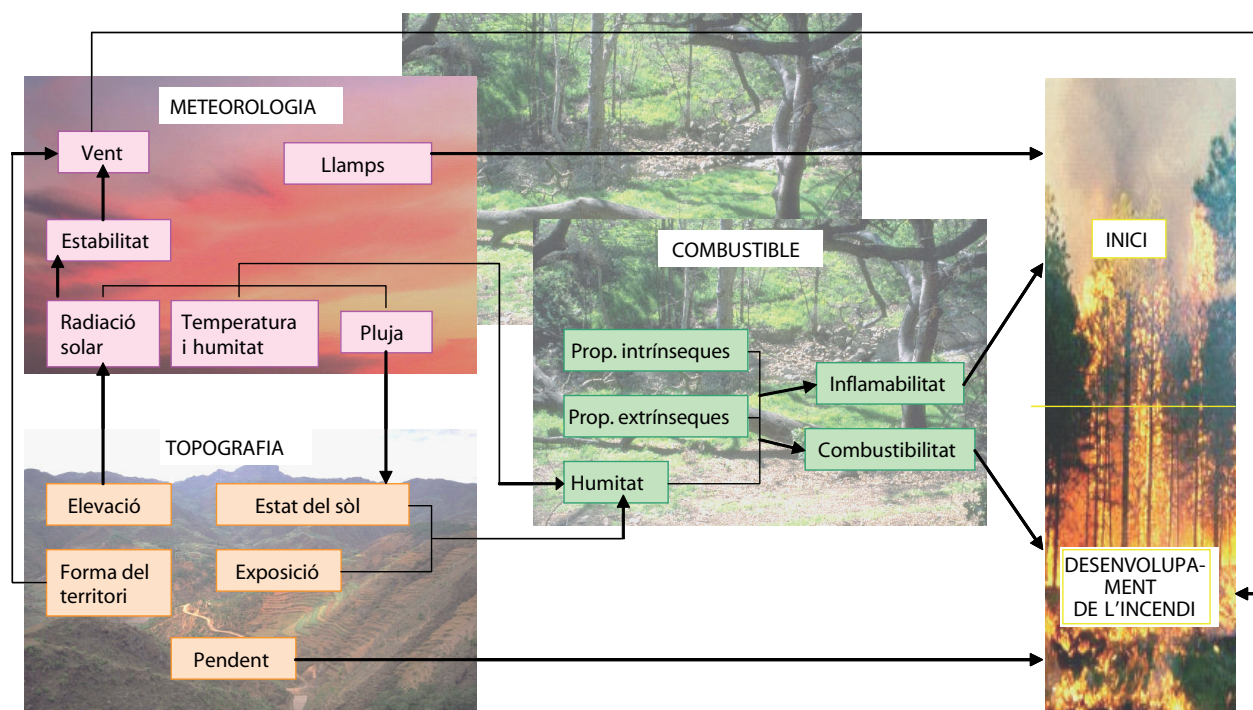 METEOROLOGIA
Vent
Llamps
Estabilitat
Radiació
solar
Temperatura
i humitat
Pluja
TOPOGRAFIA
Elevació
Estat del sòl
Forma del
territori
Exposició
Pendent
COMBUSTIBLE
Prop. intrínseques
Prop. extrínseques
Humitat
Inflamabilitat
Combustibilitat
INICI
DESENVOLUPA-
MENT
DE L'INCENDI